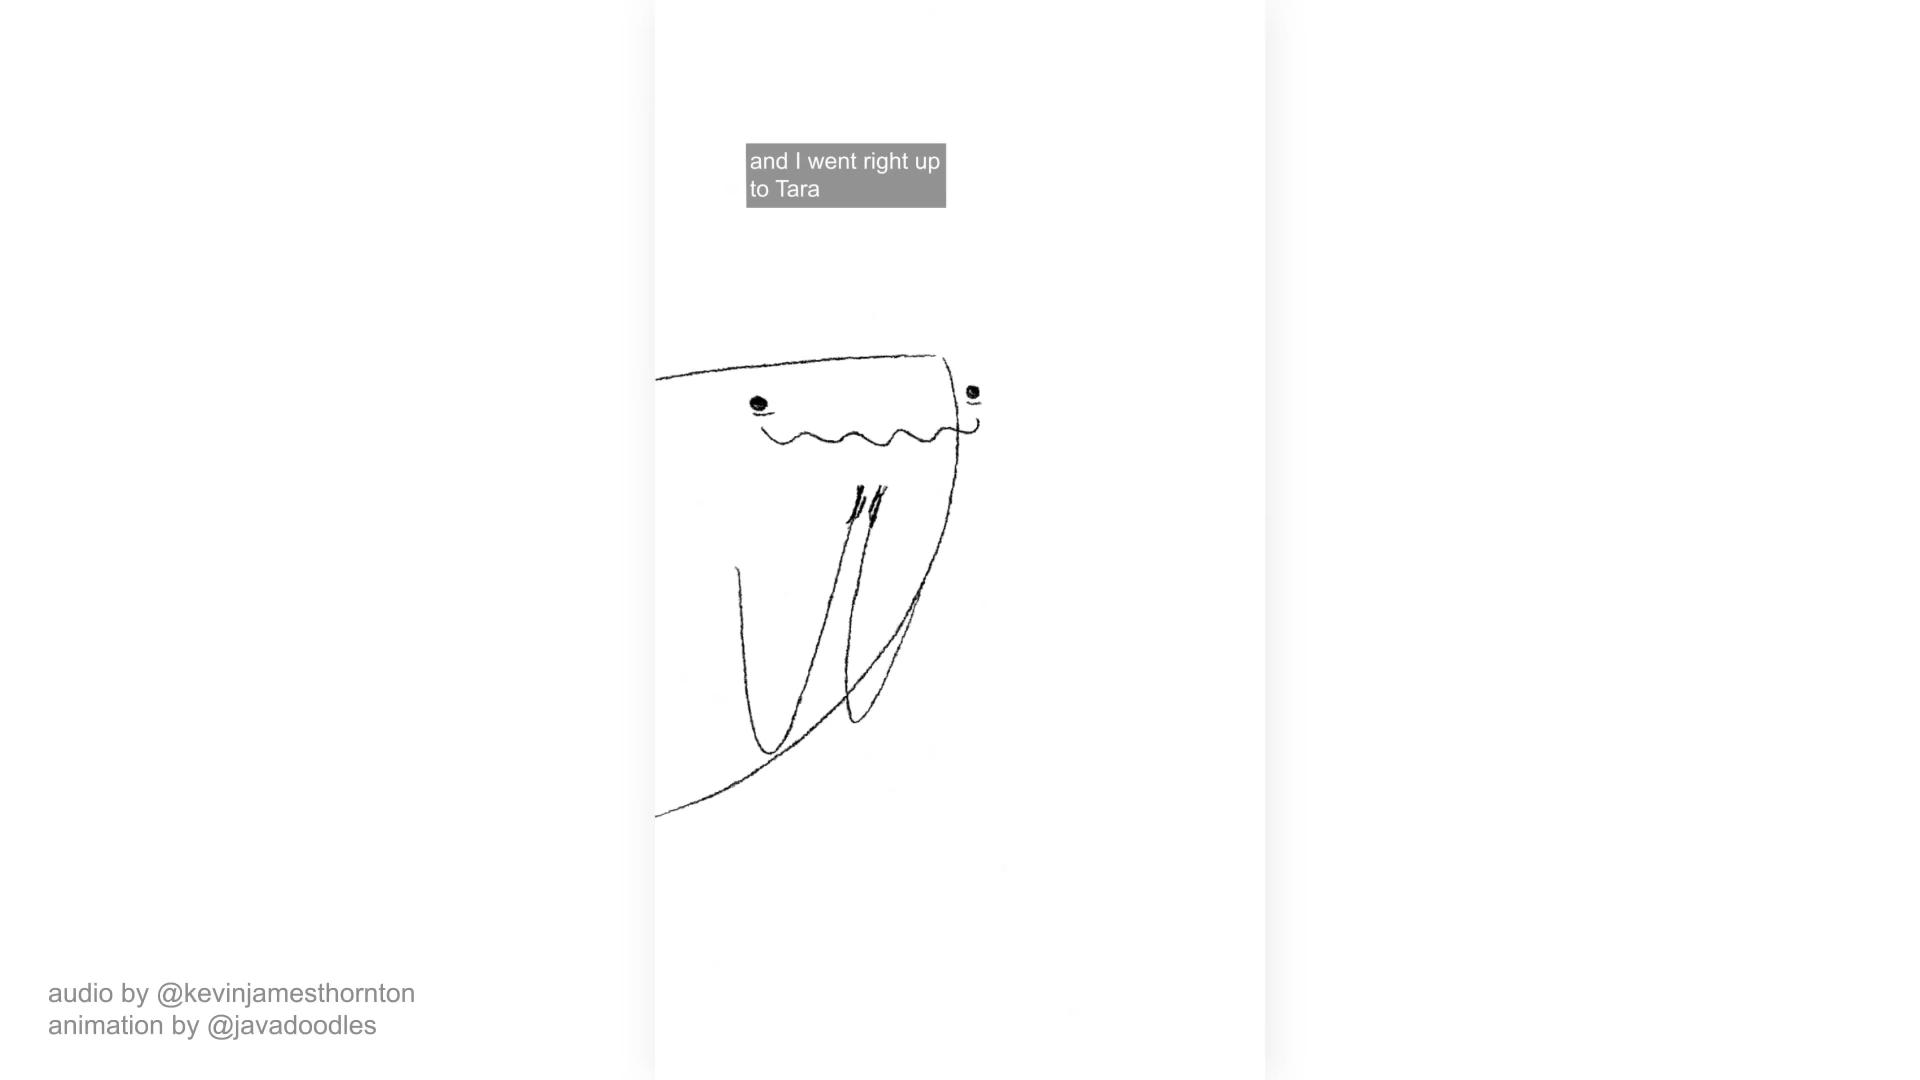 and I went right up
to Tara
audio by @kevinjamesthornton
animation by @javadoodles